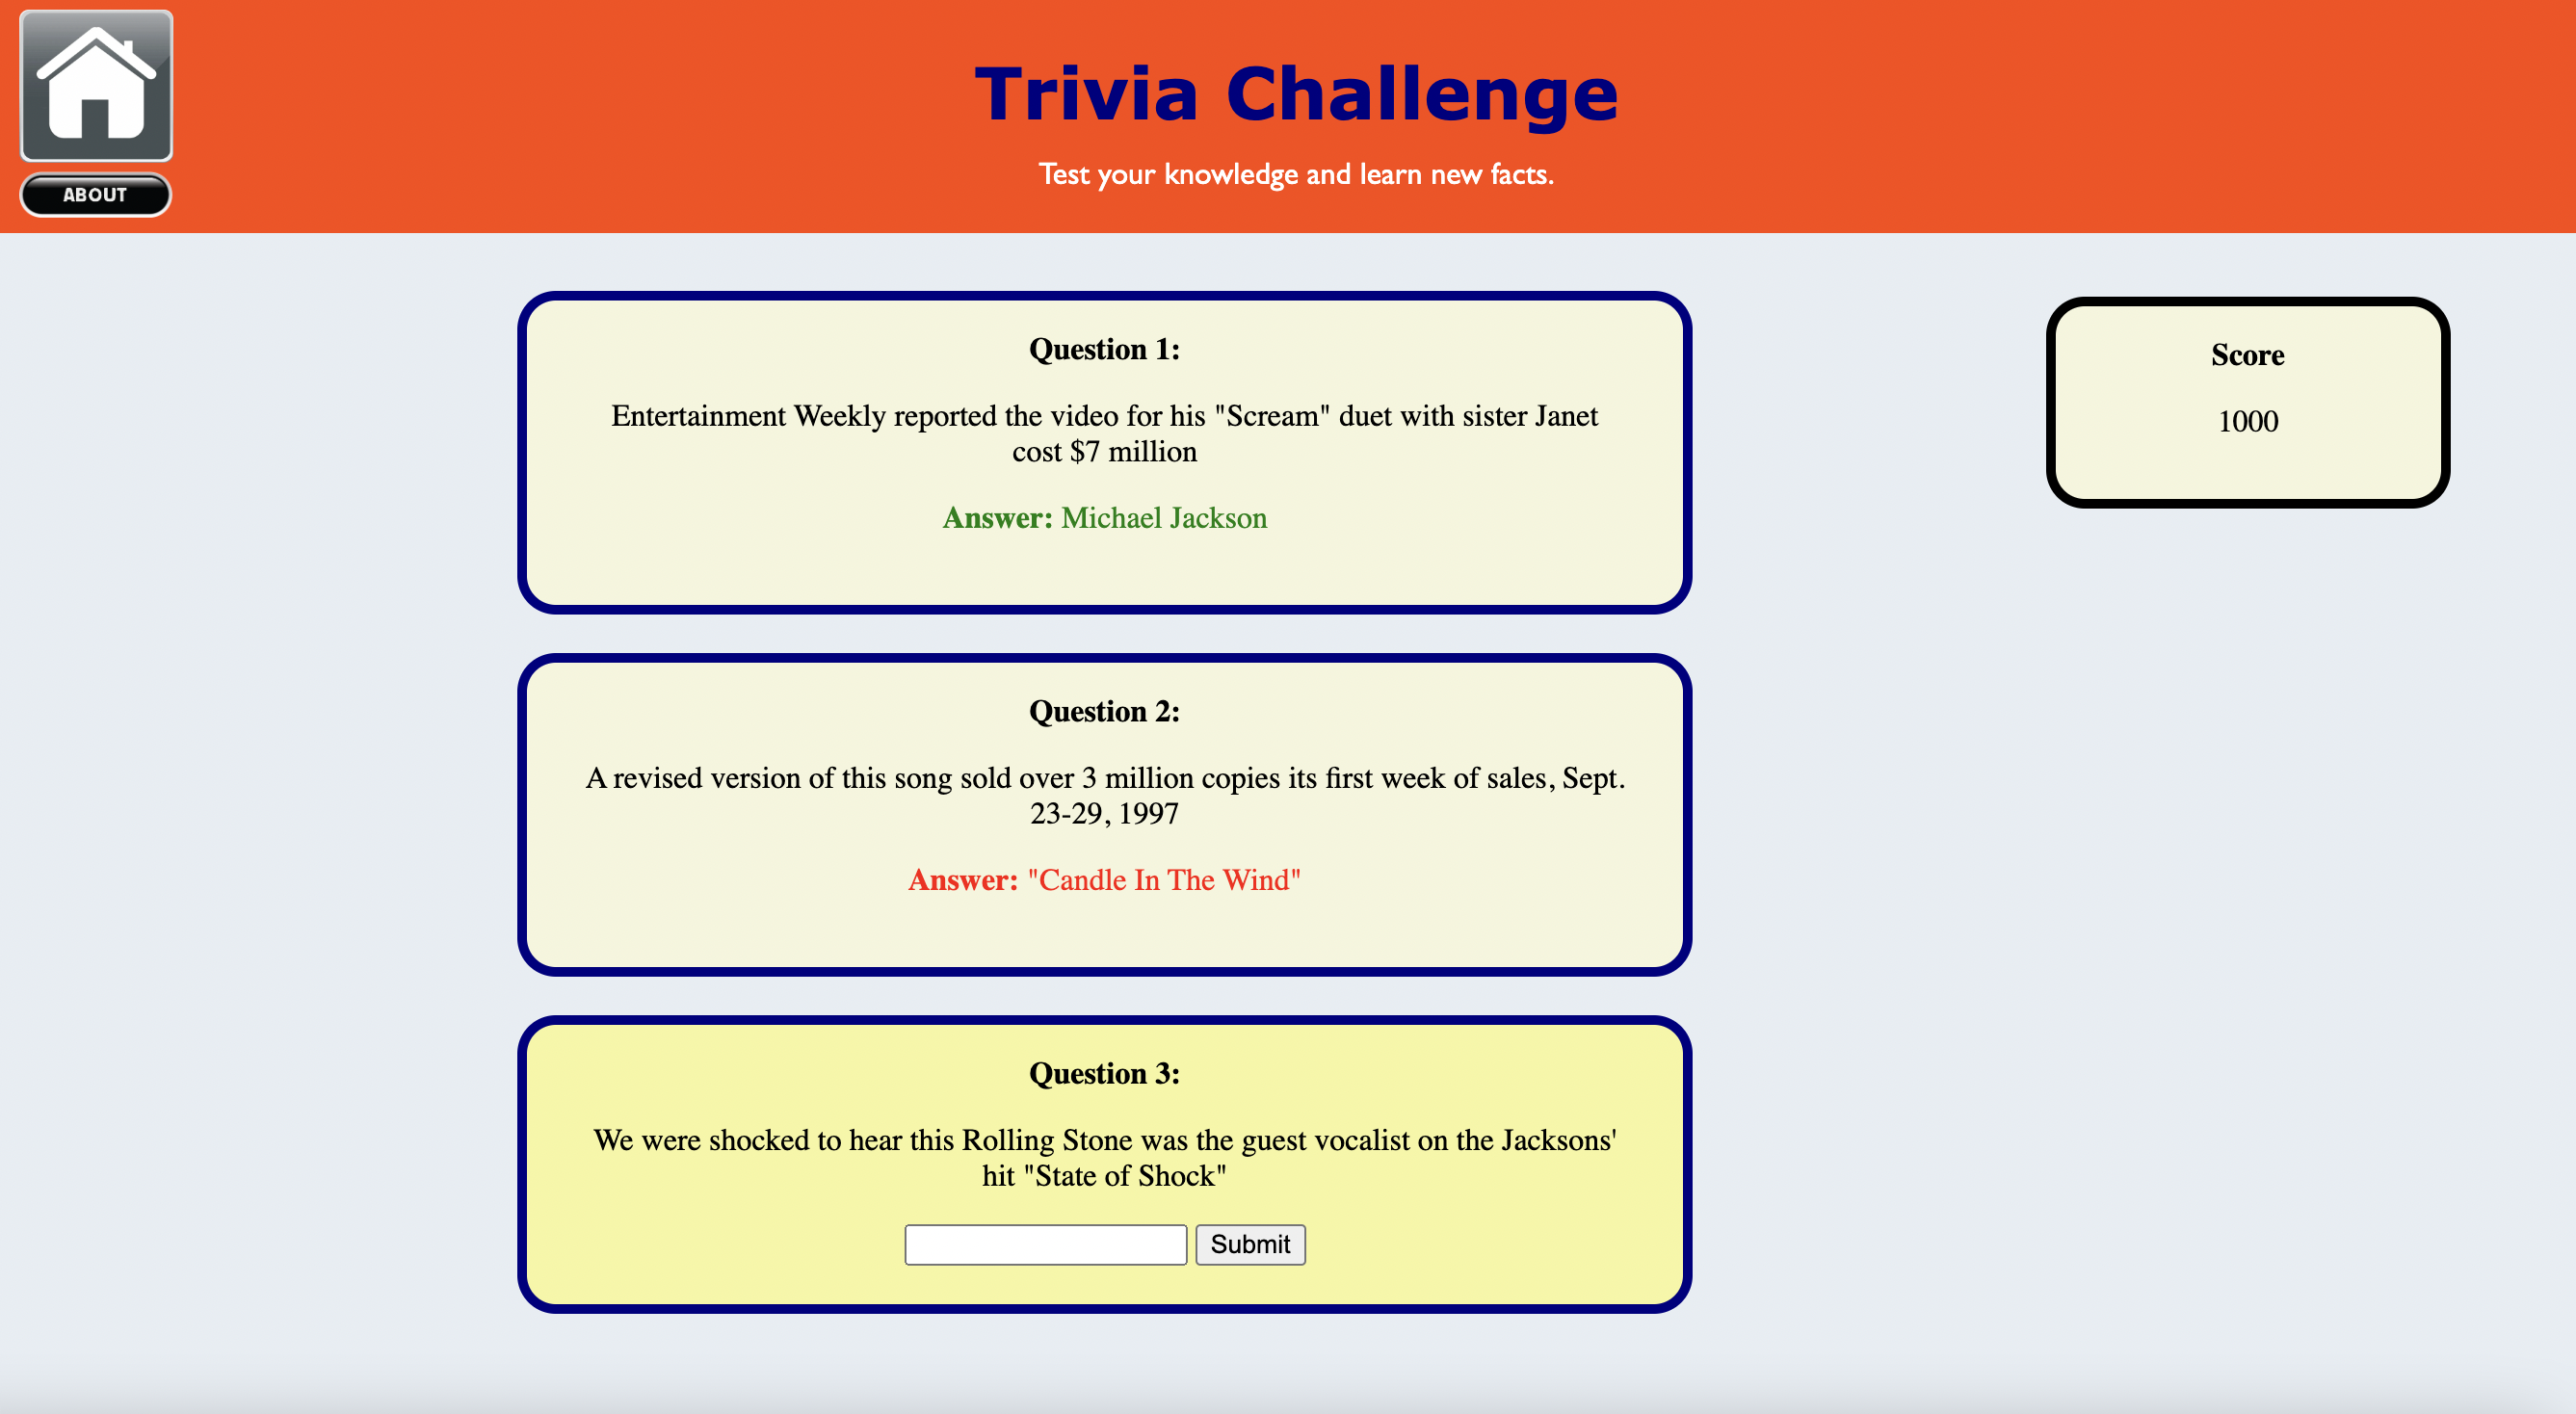 Trivia Challenge
Test your knowledge and learn new facts.
ABOUT
Question 1:
Entertainment Weekly reported the video for his "Scream" duet with sister Janet
cost $7 million
Answer: Michael Jackson
Score
1000
Question 2:
A revised version of this song sold over 3 million copies its first week of sales, Sept.
23-29, 1997
Answer: "Candle In The Wind"
Question 3:
We were shocked to hear this Rolling Stone was the guest vocalist on the Jacksons'
hit "State of Shock"
Submit